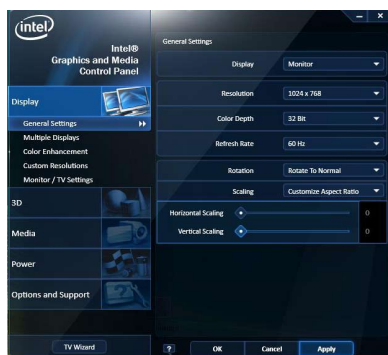 intel
Intel®
Graphics and Media
Control Panel
Display
General Settings
Multiple Displays
Color Enhancement
Custom Resolutions
Monitor / TV Settings
3D
Media
Power
Options and Support
TV Wizard
General Settings
Display Monitor
Resolution 1024 x 768
Color Depth 32 Bit
Refresh Rate 60 Hz
Rotation Rotate To Normal
Scaling Customize Aspect Ratio
Horizontal Scaling 0
Vertical Scaling 0
? OK Cancel Apply